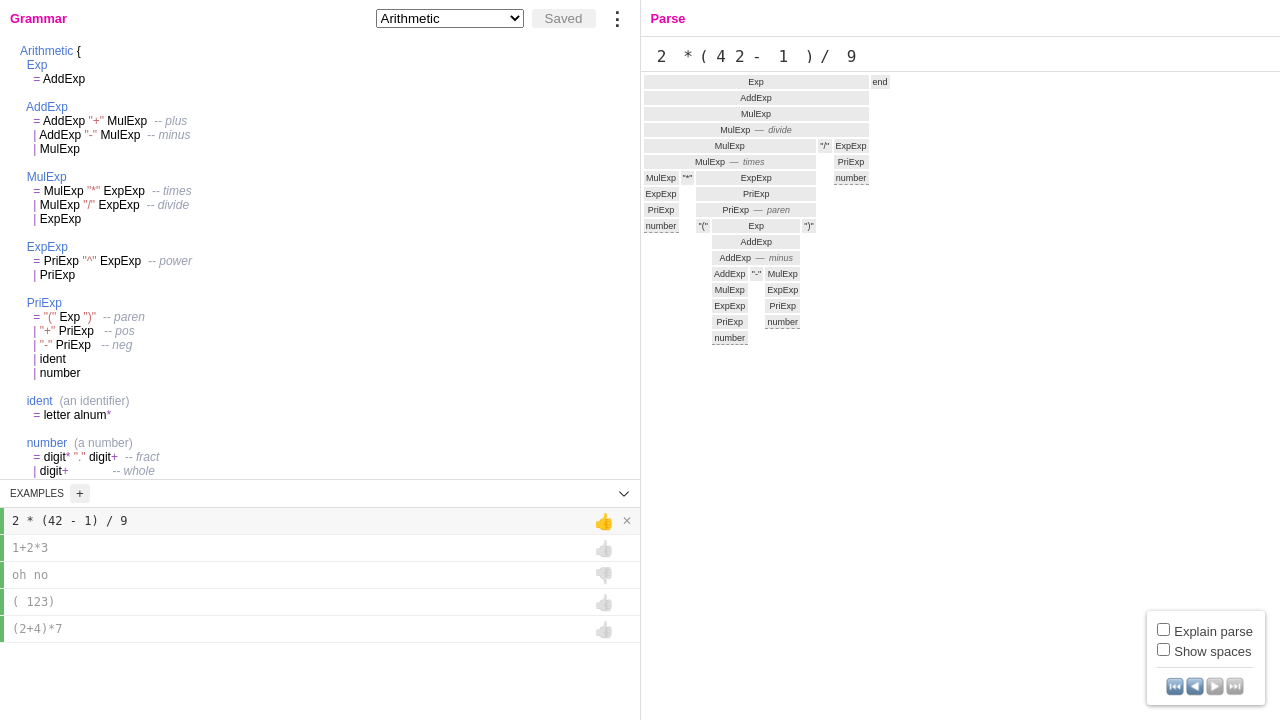 Grammar
Arithmetic
Saved
⋮
Arithmetic {
Exp
= AddExp
AddExp
= AddExp "+" MulExp -- plus
| AddExp "-" MulExp -- minus
| MulExp
MulExp
= MulExp "*" ExpExp -- times
| MulExp "/" ExpExp -- divide
| ExpExp
ExpExp
= PriExp "^" ExpExp -- power
| PriExp
PriExp
= "(" Exp ")" -- paren
| "+" PriExp -- pos
| "-" PriExp -- neg
| ident
| number
ident (an identifier)
= letter alnum*
number (a number)
= digit* "." digit+ -- fract
| digit+ -- whole
EXAMPLES +
2 * (42 - 1) / 9 👍 ×
1+2*3 👍
oh no 👎
( 123) 👍
(2+4)*7 👍
Parse
2 * ( 4 2 - 1 ) / 9
Exp end
AddExp
MulExp
MulExp — divide
MulExp "/" ExpExp
MulExp — times PriExp
MulExp "*" ExpExp number
ExpExp PriExp
PriExp PriExp — paren
number "(" Exp ")"
AddExp
AddExp — minus
AddExp "-" MulExp
MulExp ExpExp
ExpExp PriExp
PriExp number
number
Explain parse
Show spaces
⏮ ◀ ▶ ⏭